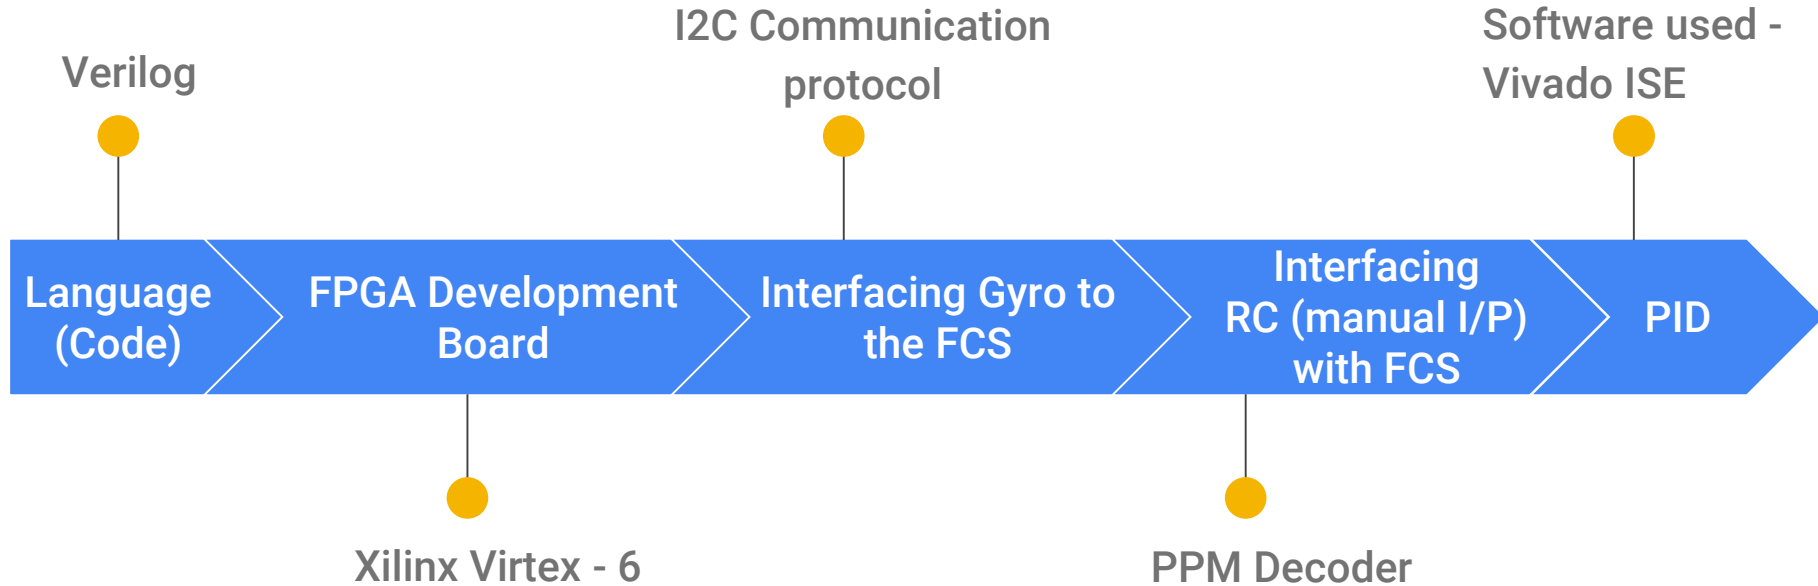 Verilog
I2C Communication
protocol
Software used -
Vivado ISE
Language
(Code)
FPGA Development
Board
Interfacing Gyro to
the FCS
Interfacing
RC (manual I/P)
with FCS
PID
Xilinx Virtex - 6
PPM Decoder